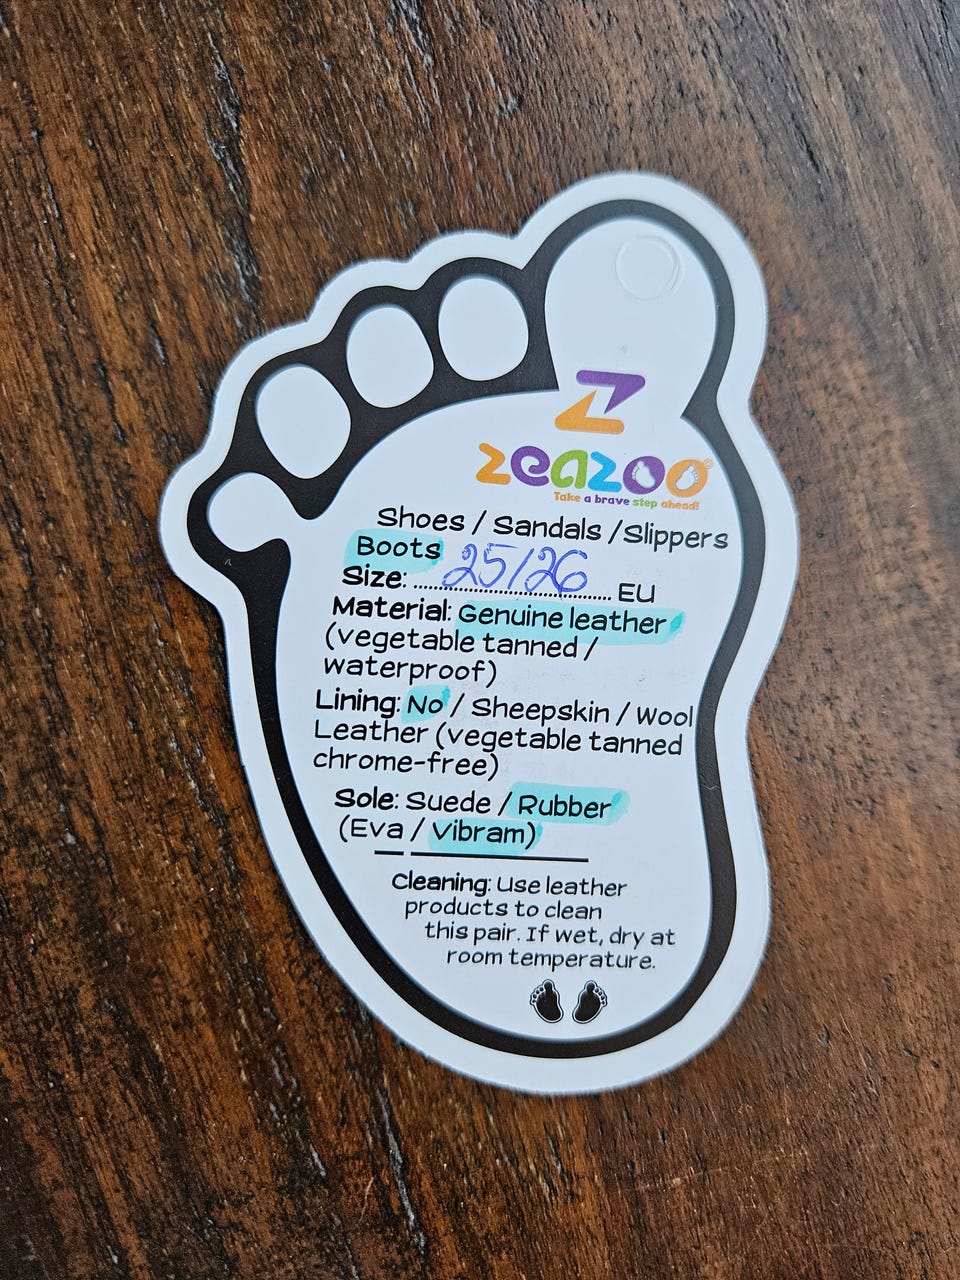 zeazoo®
Take a brave step ahead!
Shoes / Sandals /Slippers
Boots
Size: 25/26 EU
Material: Genuine leather
(vegetable tanned /
waterproof)
Lining: No / Sheepskin / Wool
Leather (vegetable tanned
chrome-free)
Sole: Suede / Rubber
(Eva / Vibram)
Cleaning: Use leather
products to clean
this pair. If wet, dry at
room temperature.